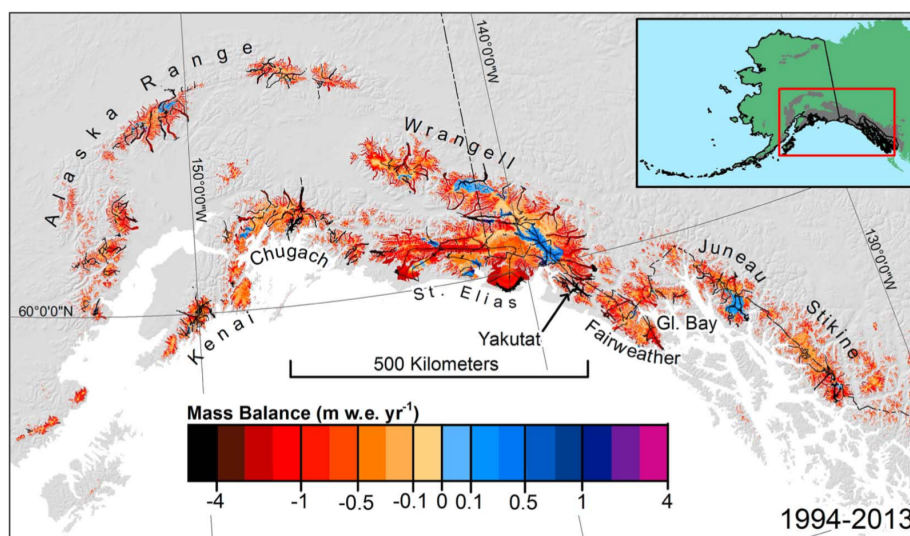 140°0'0"W
Alaska Range
Wrangell
150°0'0"W
130°0'0"W
Juneau
Chugach
60°0'0"N
St. Elias
Stikine
Kenai
Yakutat
Gl. Bay
Fairweather
500 Kilometers
Mass Balance (m w.e. yr-1)
-4 -1 -0.5 -0.1 0 0.1 0.5 1 4
1994-2013